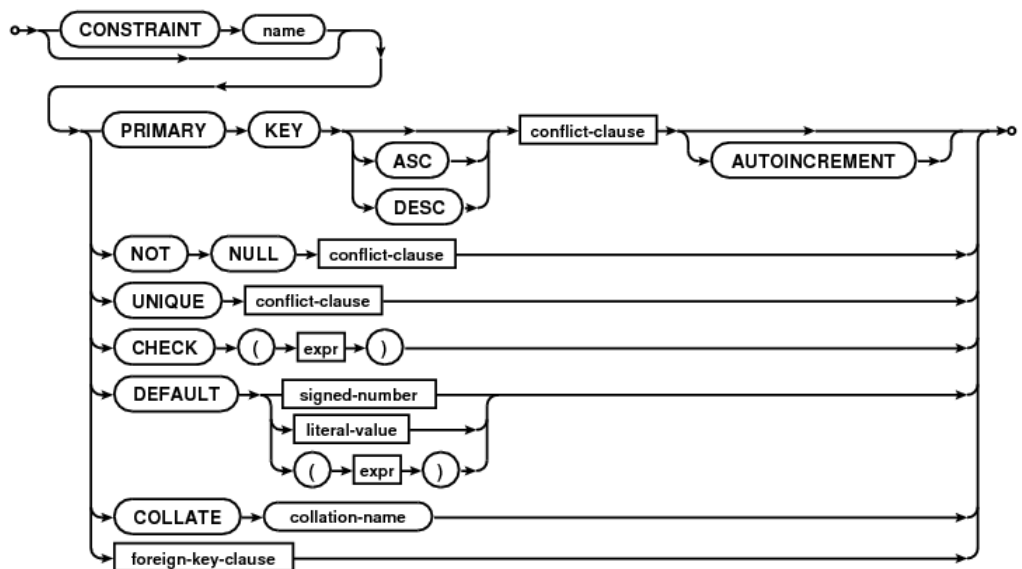 CONSTRAINT name
PRIMARY KEY conflict-clause
ASC AUTOINCREMENT
DESC
NOT NULL conflict-clause
UNIQUE conflict-clause
CHECK ( expr )
DEFAULT signed-number
literal-value
( expr )
COLLATE collation-name
foreign-key-clause